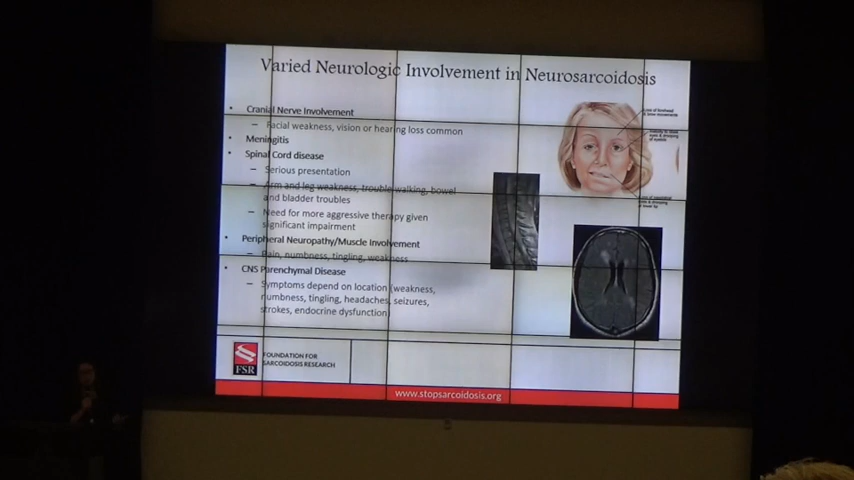 Varied Neurologic Involvement in Neurosarcoidosis
• Cranial Nerve Involvement
– Facial weakness, vision or hearing loss common
• Meningitis
• Spinal Cord disease
– Serious presentation
– Arm and leg weakness, trouble walking, bowel
and bladder troubles
– Need for more aggressive therapy given
significant impairment
• Peripheral Neuropathy/Muscle Involvement
– Pain, numbness, tingling, weakness
• CNS Parenchymal Disease
– Symptoms depend on location (weakness,
numbness, tingling, headaches, seizures,
strokes, endocrine dysfunction)
Loss of forehead
FSR
FOUNDATION FOR
SARCOIDOSIS RESEARCH
www.stopsarcoidosis.org